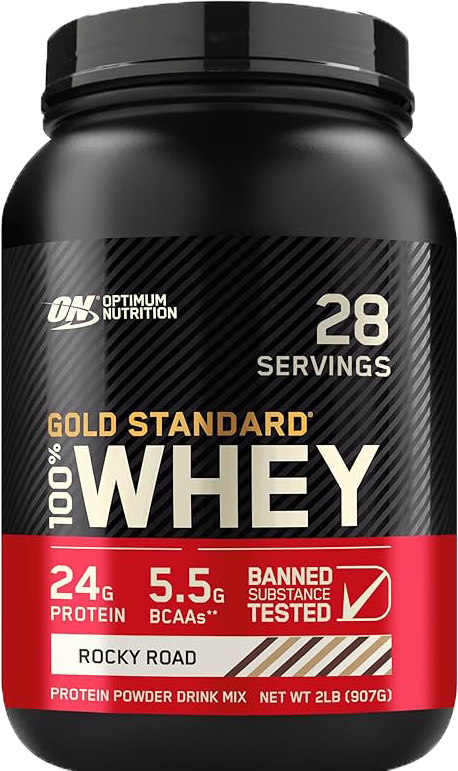 ON® OPTIMUM
NUTRITION
28
SERVINGS
GOLD STANDARD®
100% WHEY
24G
PROTEIN
5.5G
BCAAs**
BANNED
SUBSTANCE
TESTED
ROCKY ROAD
PROTEIN POWDER DRINK MIX NET WT 2LB (907G)